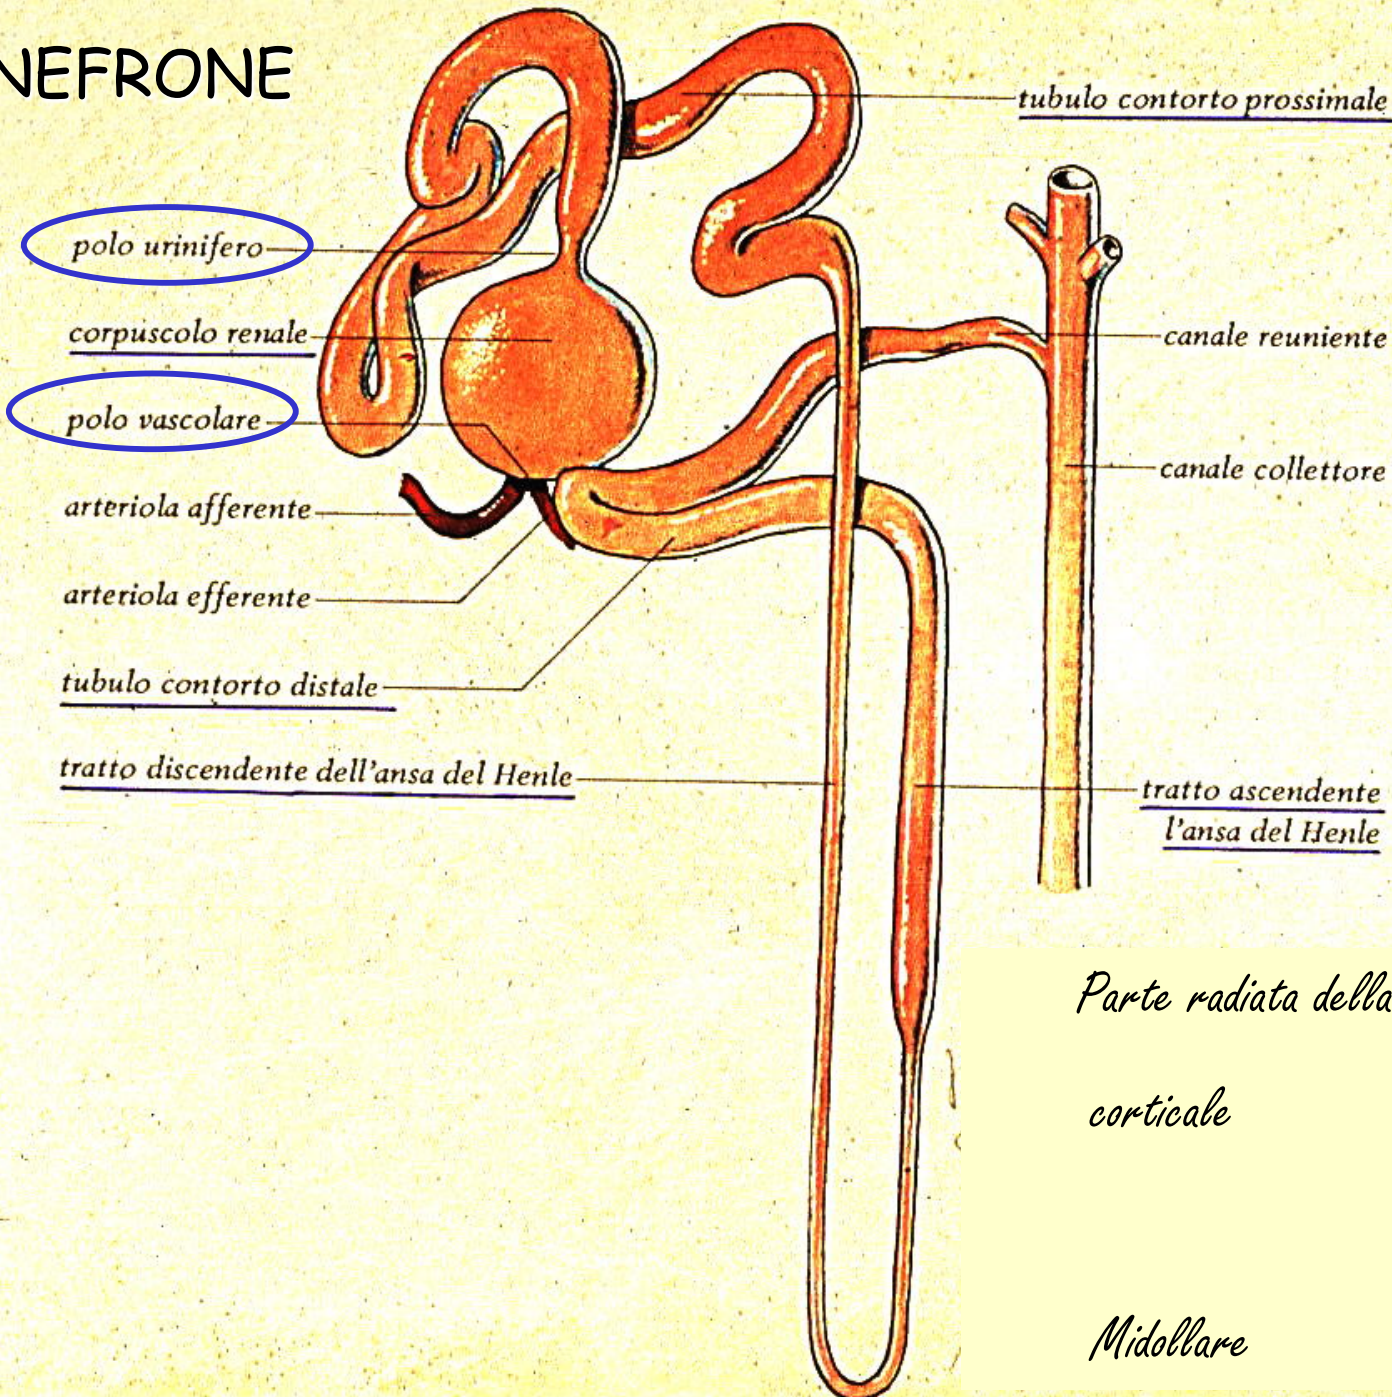 NEFRONE
tubulo contorto prossimale
polo urinifero
corpuscolo renale
canale reuniente
polo vascolare
canale collettore
arteriola afferente
arteriola efferente
tubulo contorto distale
tratto discendente dell'ansa del Henle
tratto ascendente
l'ansa del Henle
Parte radiata della
corticale
Midollare